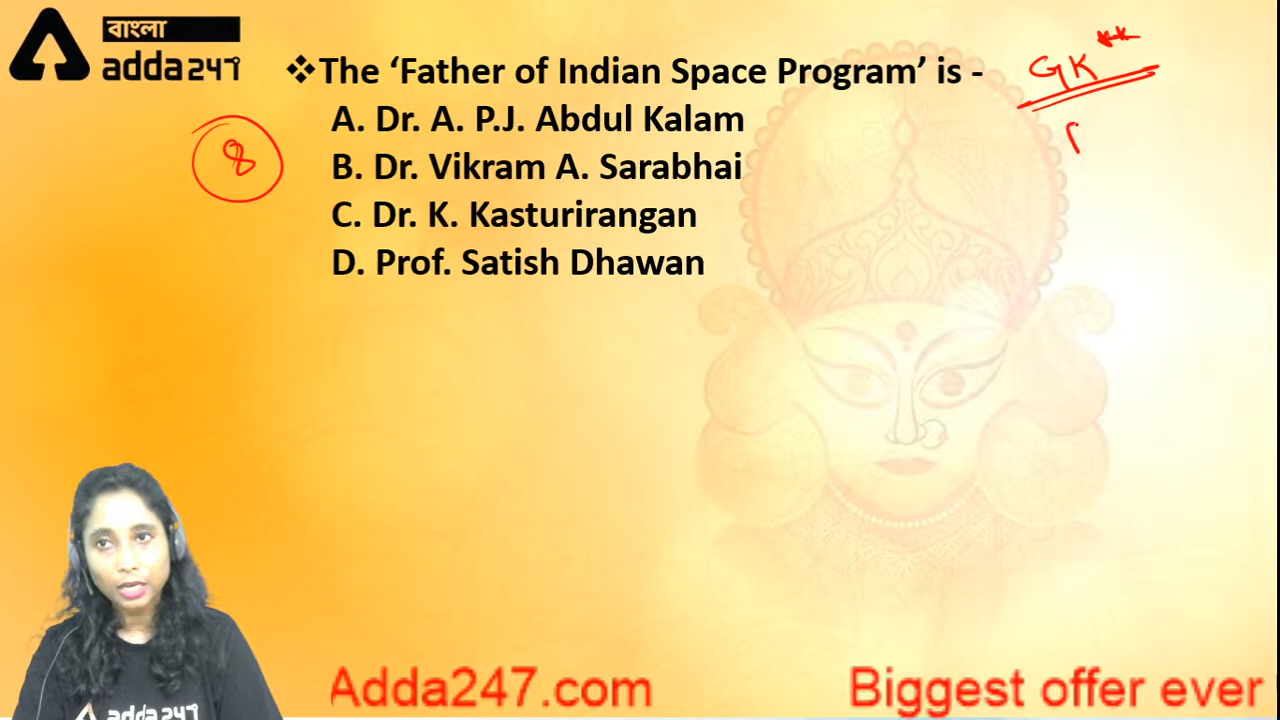 বাংলা
adda247
❖The ‘Father of Indian Space Program’ is -
A. Dr. A. P.J. Abdul Kalam
B. Dr. Vikram A. Sarabhai
C. Dr. K. Kasturirangan
D. Prof. Satish Dhawan
GK **
8
adda247
Adda247.com
Biggest offer ever